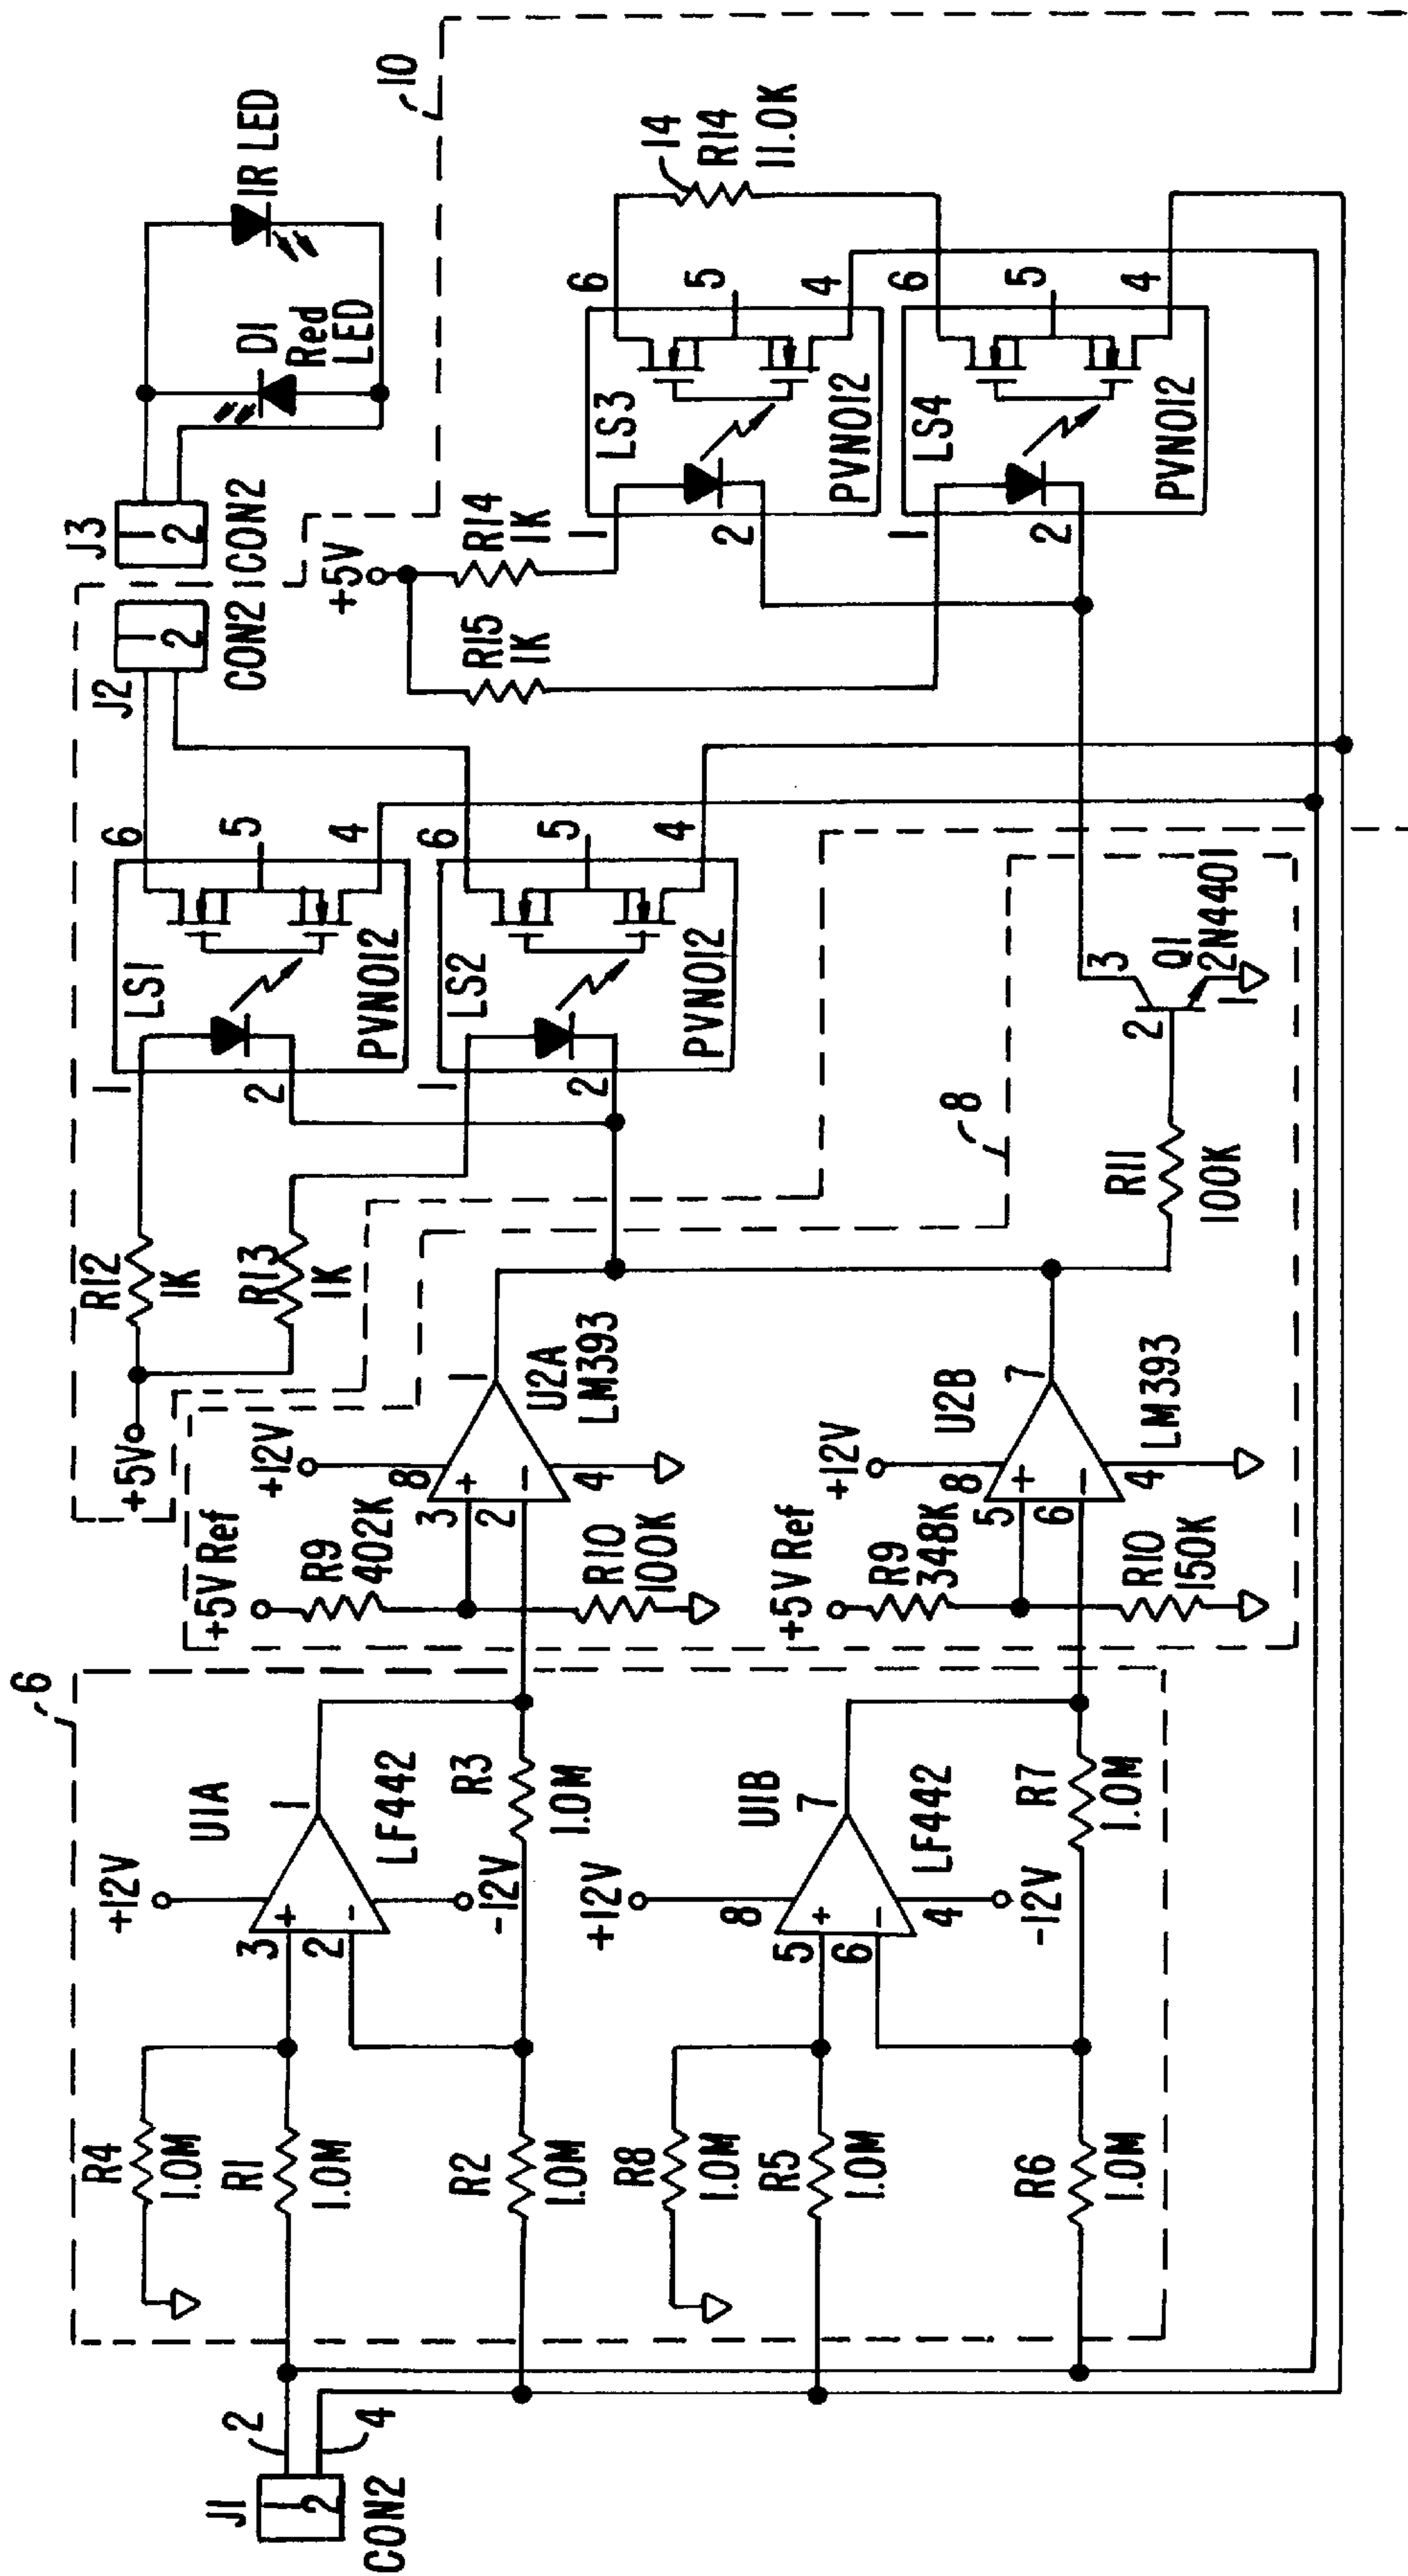 J1
1
2
CON2
2
4
6
R4
1.0M
R1
1.0M
R2
1.0M
R8
1.0M
R5
1.0M
R6
1.0M
+12V
U1A
3
+
2
-
1
LF442
-12V
R3
1.0M
+12V
U1B
8
5
+
6
-
7
4
LF442
-12V
R7
1.0M
+5V Ref
R9
402K
R10
100K
+12V
8
3
+
2
-
4
1
U2A
LM393
+5V Ref
R9
348K
R10
150K
+12V
8
5
+
6
-
4
7
U2B
LM393
8
R11
100K
2
3
Q1
2N4401
1
+5V
R12
1K
R13
1K
1
LS1
2
PVN012
6
5
4
1
LS2
2
PVN012
6
5
4
J2
1
2
CON2
J3
1
2
CON2
D1
Red
LED
IR LED
10
+5V
R14
1K
R15
1K
1
LS3
2
PVN012
6
5
4
1
LS4
2
PVN012
6
5
4
14
R14
11.0K